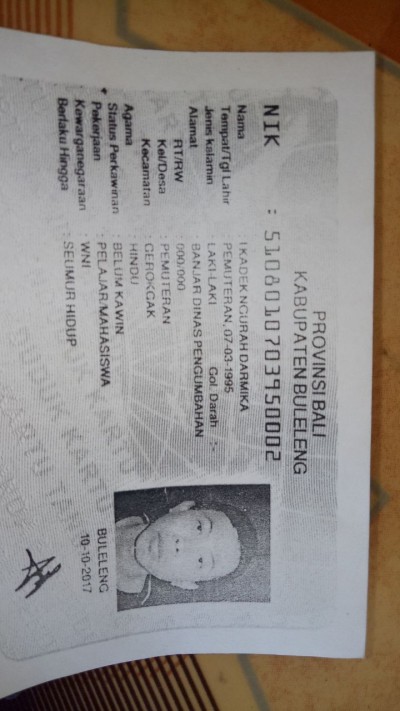 PROVINSI BALI
KABUPATEN BULELENG
NIK : 5108010703950002
Nama : I KADEK NGURAH DARMIKA
Tempat/Tgl Lahir : PEMUTERAN, 07-03-1995
Jenis kelamin : LAKI-LAKI Gol. Darah : -
Alamat : BANJAR DINAS PENGUMBAHAN
RT/RW : 000/000
Kel/Desa : PEMUTERAN
Kecamatan : GEROKGAK
Agama : HINDU
Status Perkawinan : BELUM KAWIN
Pekerjaan : PELAJAR/MAHASISWA
Kewarganegaraan : WNI
Berlaku Hingga : SEUMUR HIDUP
BULELENG
10-10-2017